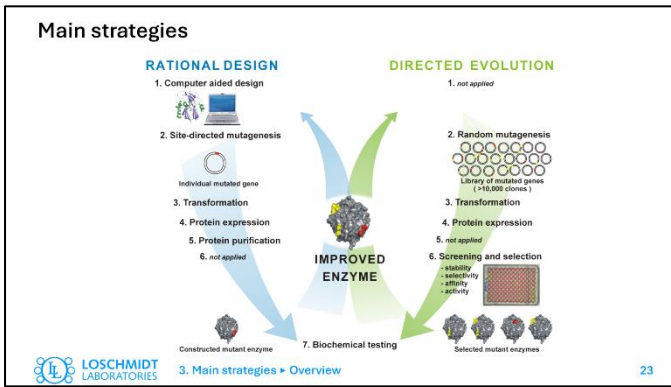 Main strategies
RATIONAL DESIGN
1. Computer aided design
2. Site-directed mutagenesis
Individual mutated gene
3. Transformation
4. Protein expression
5. Protein purification
6. not applied
Constructed mutant enzyme
IMPROVED
ENZYME
7. Biochemical testing
DIRECTED EVOLUTION
1. not applied
2. Random mutagenesis
Library of mutated genes
( >10,000 clones )
3. Transformation
4. Protein expression
5. not applied
6. Screening and selection
- stability
- selectivity
- affinity
- activity
Selected mutant enzymes
LL LOSCHMIDT
LABORATORIES
3. Main strategies ▸ Overview
23